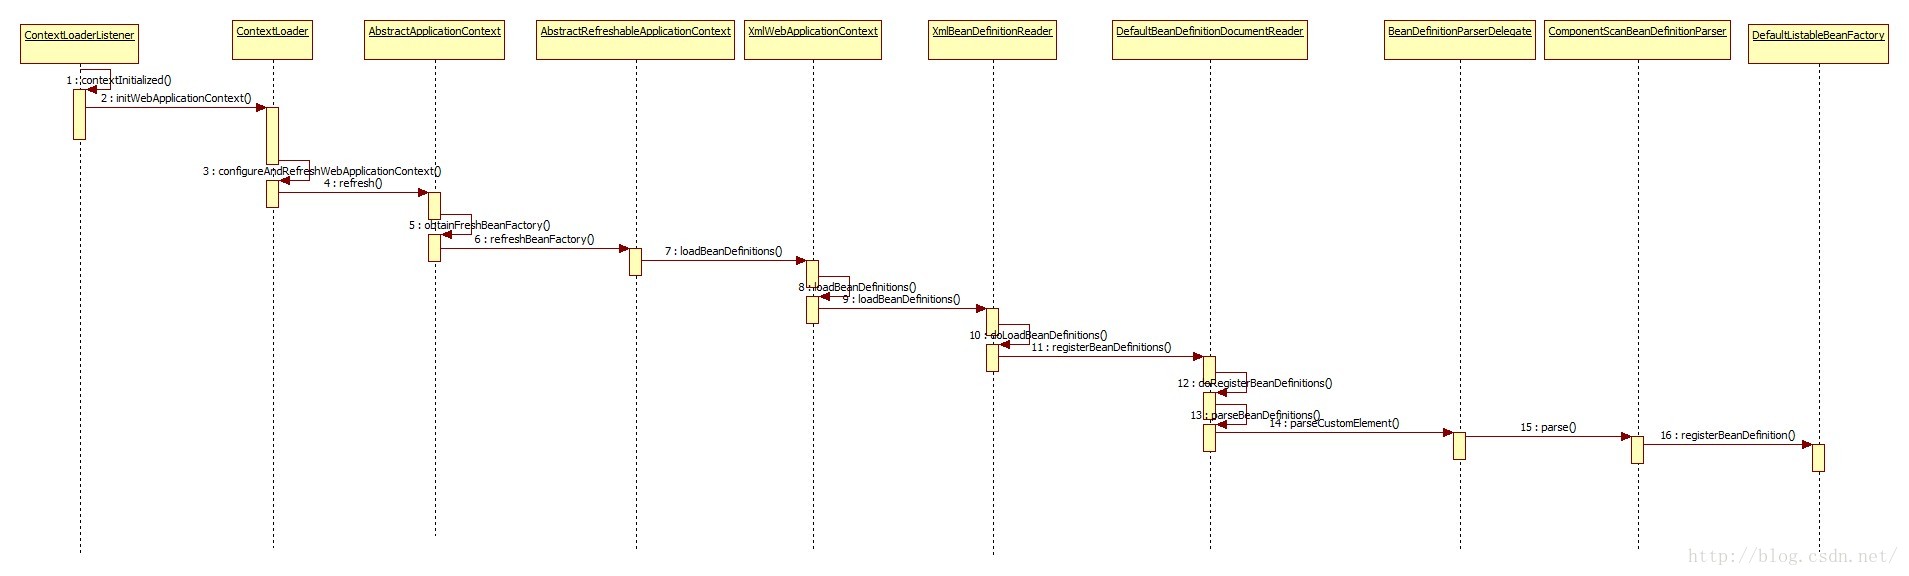 ContextLoaderListener
ContextLoader
AbstractApplicationContext
AbstractRefreshableApplicationContext
XmlWebApplicationContext
XmlBeanDefinitionReader
DefaultBeanDefinitionDocumentReader
BeanDefinitionParserDelegate
ComponentScanBeanDefinitionParser
DefaultListableBeanFactory
1 : contextInitialized()
2 : initWebApplicationContext()
3 : configureAndRefreshWebApplicationContext()
4 : refresh()
5 : obtainFreshBeanFactory()
6 : refreshBeanFactory()
7 : loadBeanDefinitions()
8 : loadBeanDefinitions()
9 : loadBeanDefinitions()
10 : doLoadBeanDefinitions()
11 : registerBeanDefinitions()
12 : doRegisterBeanDefinitions()
13 : parseBeanDefinitions()
14 : parseCustomElement()
15 : parse()
16 : registerBeanDefinition()
http://blog.csdn.net/